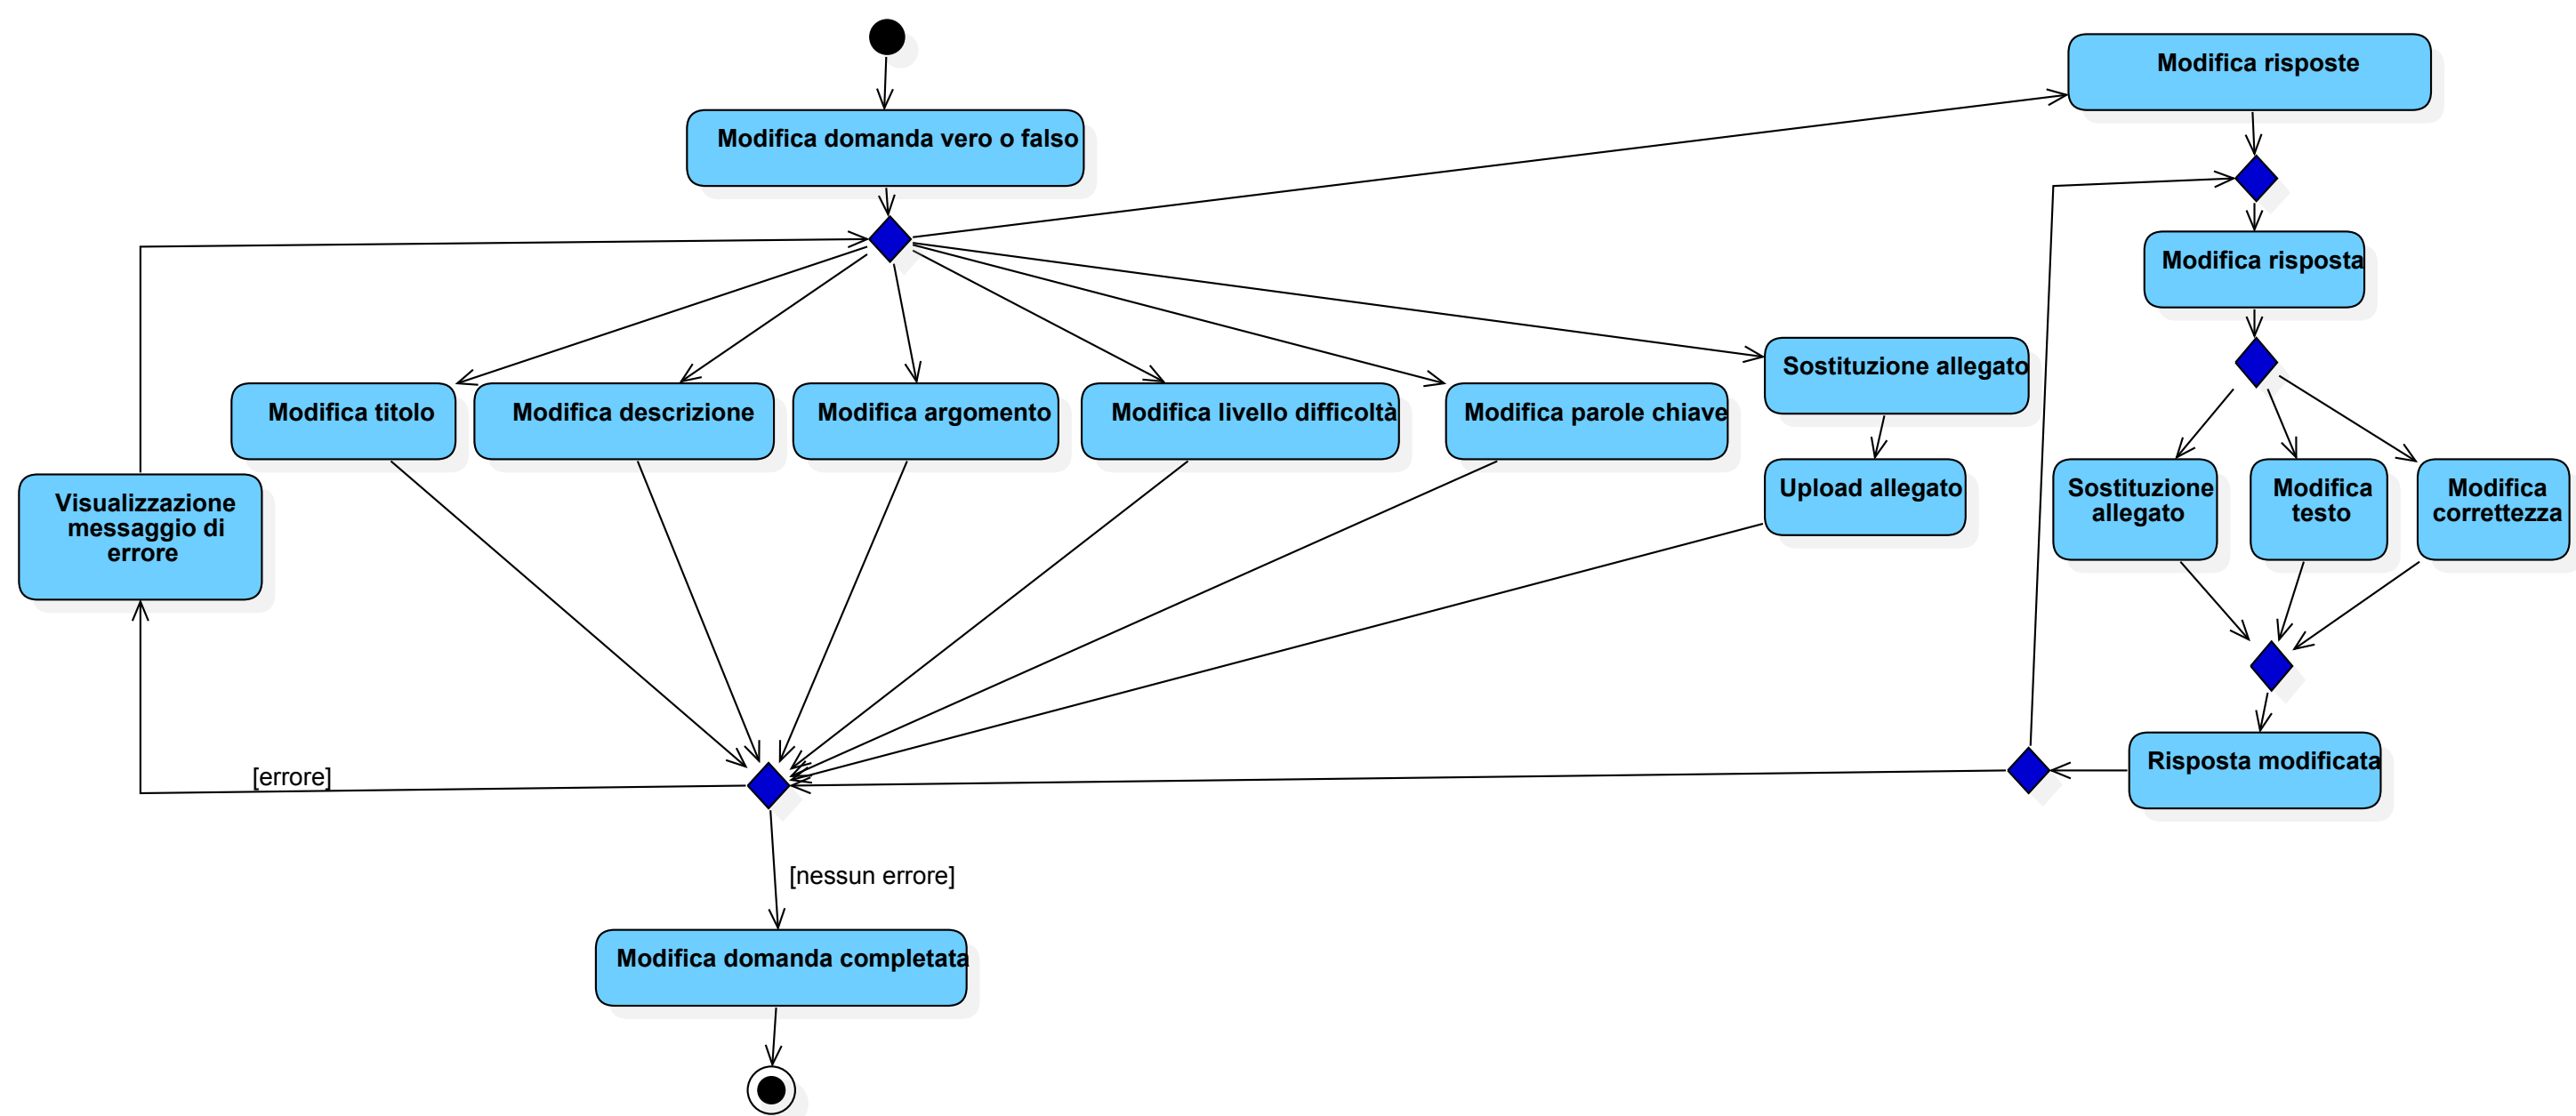 Modifica risposte
Modifica domanda vero o falso
Modifica risposta
Sostituzione allegato
Modifica titolo
Modifica descrizione
Modifica argomento
Modifica livello difficoltà
Modifica parole chiave
Upload allegato
Sostituzione
allegato
Modifica
testo
Modifica
correttezza
Visualizzazione
messaggio di
errore
Risposta modificata
[errore]
[nessun errore]
Modifica domanda completata